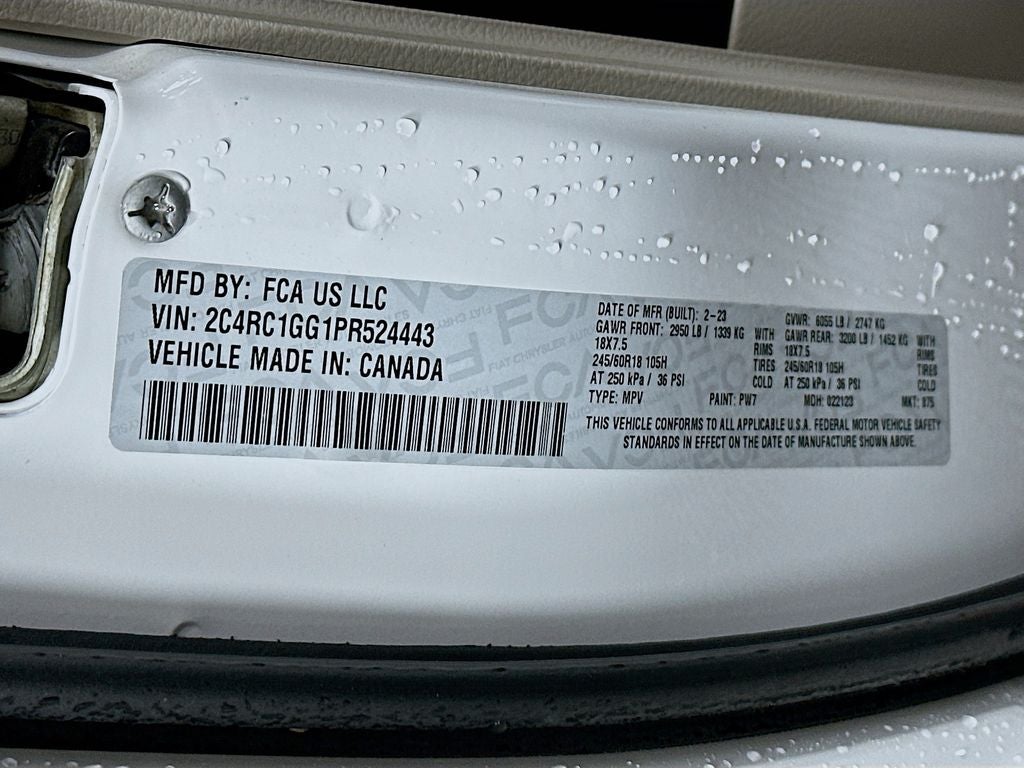 MFD BY: FCA US LLC
VIN: 2C4RC1GG1PR524443
VEHICLE MADE IN: CANADA
DATE OF MFR (BUILT): 2-23 GVWR: 6055 LB / 2747 KG
GAWR FRONT: 2950 LB / 1339 KG WITH GAWR REAR: 3200 LB / 1452 KG WITH
18X7.5 RIMS 18X7.5 RIMS
245/60R18 105H TIRES 245/60R18 105H TIRES
AT 250 kPa / 36 PSI COLD AT 250 kPa / 36 PSI COLD
TYPE: MPV PAINT: PW7 MDH: 022123 MKT: 875
THIS VEHICLE CONFORMS TO ALL APPLICABLE U.S.A. FEDERAL MOTOR VEHICLE SAFETY
STANDARDS IN EFFECT ON THE DATE OF MANUFACTURE SHOWN ABOVE.